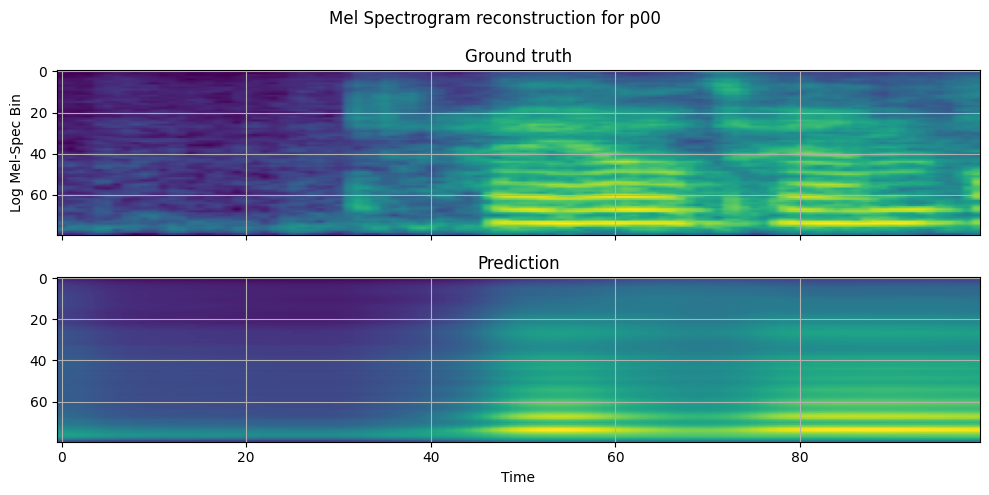 Mel Spectrogram reconstruction for p00
Ground truth
Log Mel-Spec Bin
0
20
40
60
Prediction
0
20
40
60
0 20 40 60 80
Time